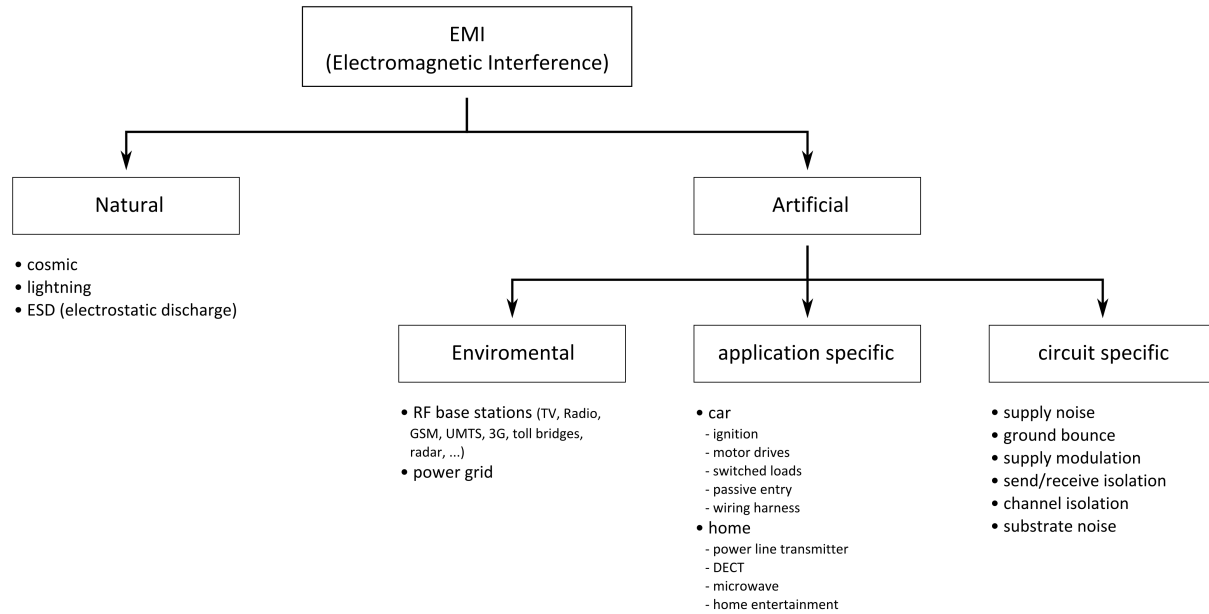 EMI
(Electromagnetic Interference)
Natural
Artificial
• cosmic
• lightning
• ESD (electrostatic discharge)
Enviromental
application specific
circuit specific
• RF base stations (TV, Radio,
GSM, UMTS, 3G, toll bridges,
radar, ...)
• power grid
• car
- ignition
- motor drives
- switched loads
- passive entry
- wiring harness
• home
- power line transmitter
- DECT
- microwave
- home entertainment
• supply noise
• ground bounce
• supply modulation
• send/receive isolation
• channel isolation
• substrate noise